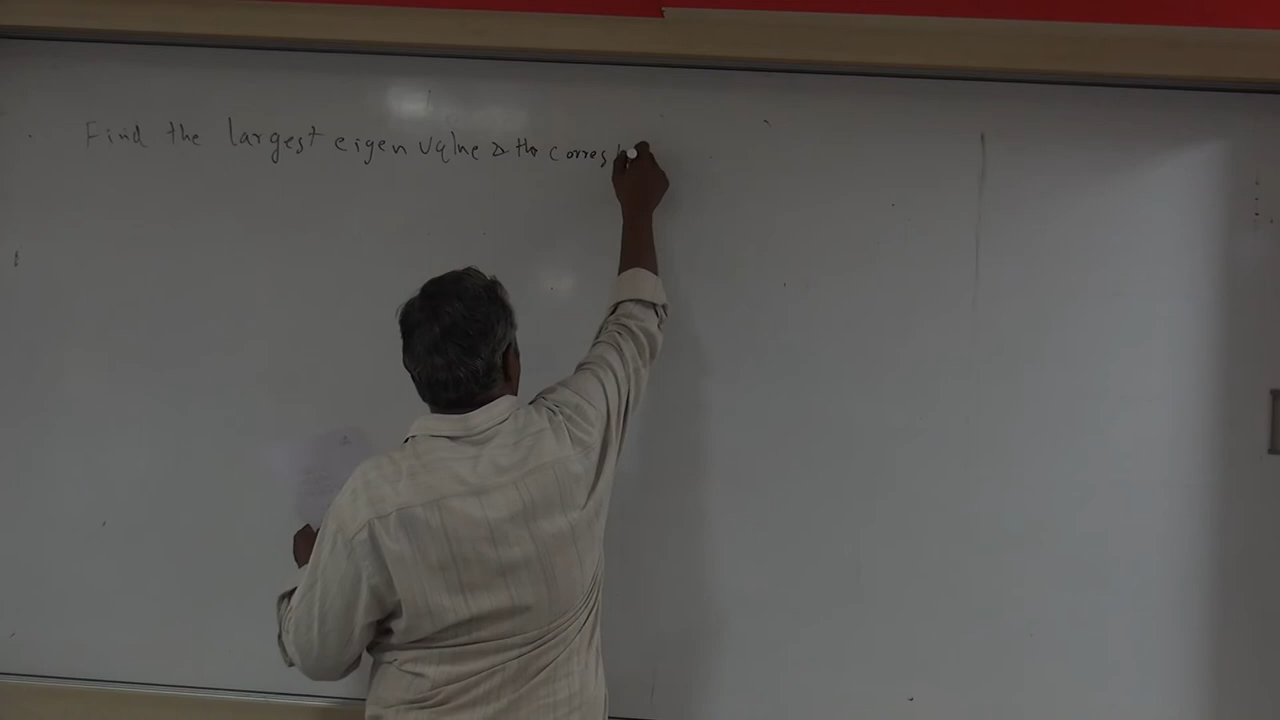 Find the largest eigen value & the corres